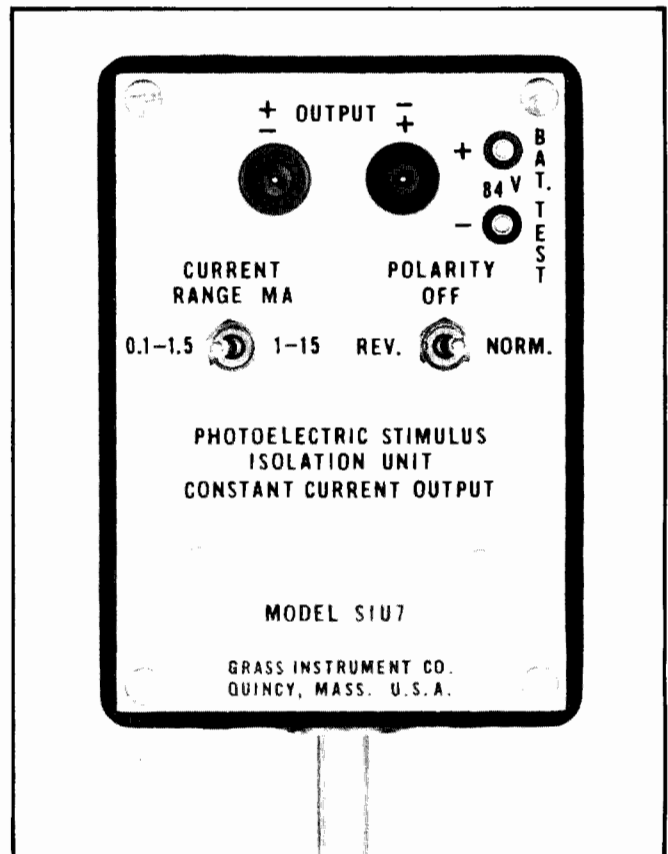 + OUTPUT −
− +
+ BAT. TEST
84 V
−
CURRENT POLARITY
RANGE MA OFF
0.1–1.5 1–15 REV. NORM.
PHOTOELECTRIC STIMULUS
ISOLATION UNIT
CONSTANT CURRENT OUTPUT
MODEL SIU7
GRASS INSTRUMENT CO.
QUINCY, MASS. U.S.A.